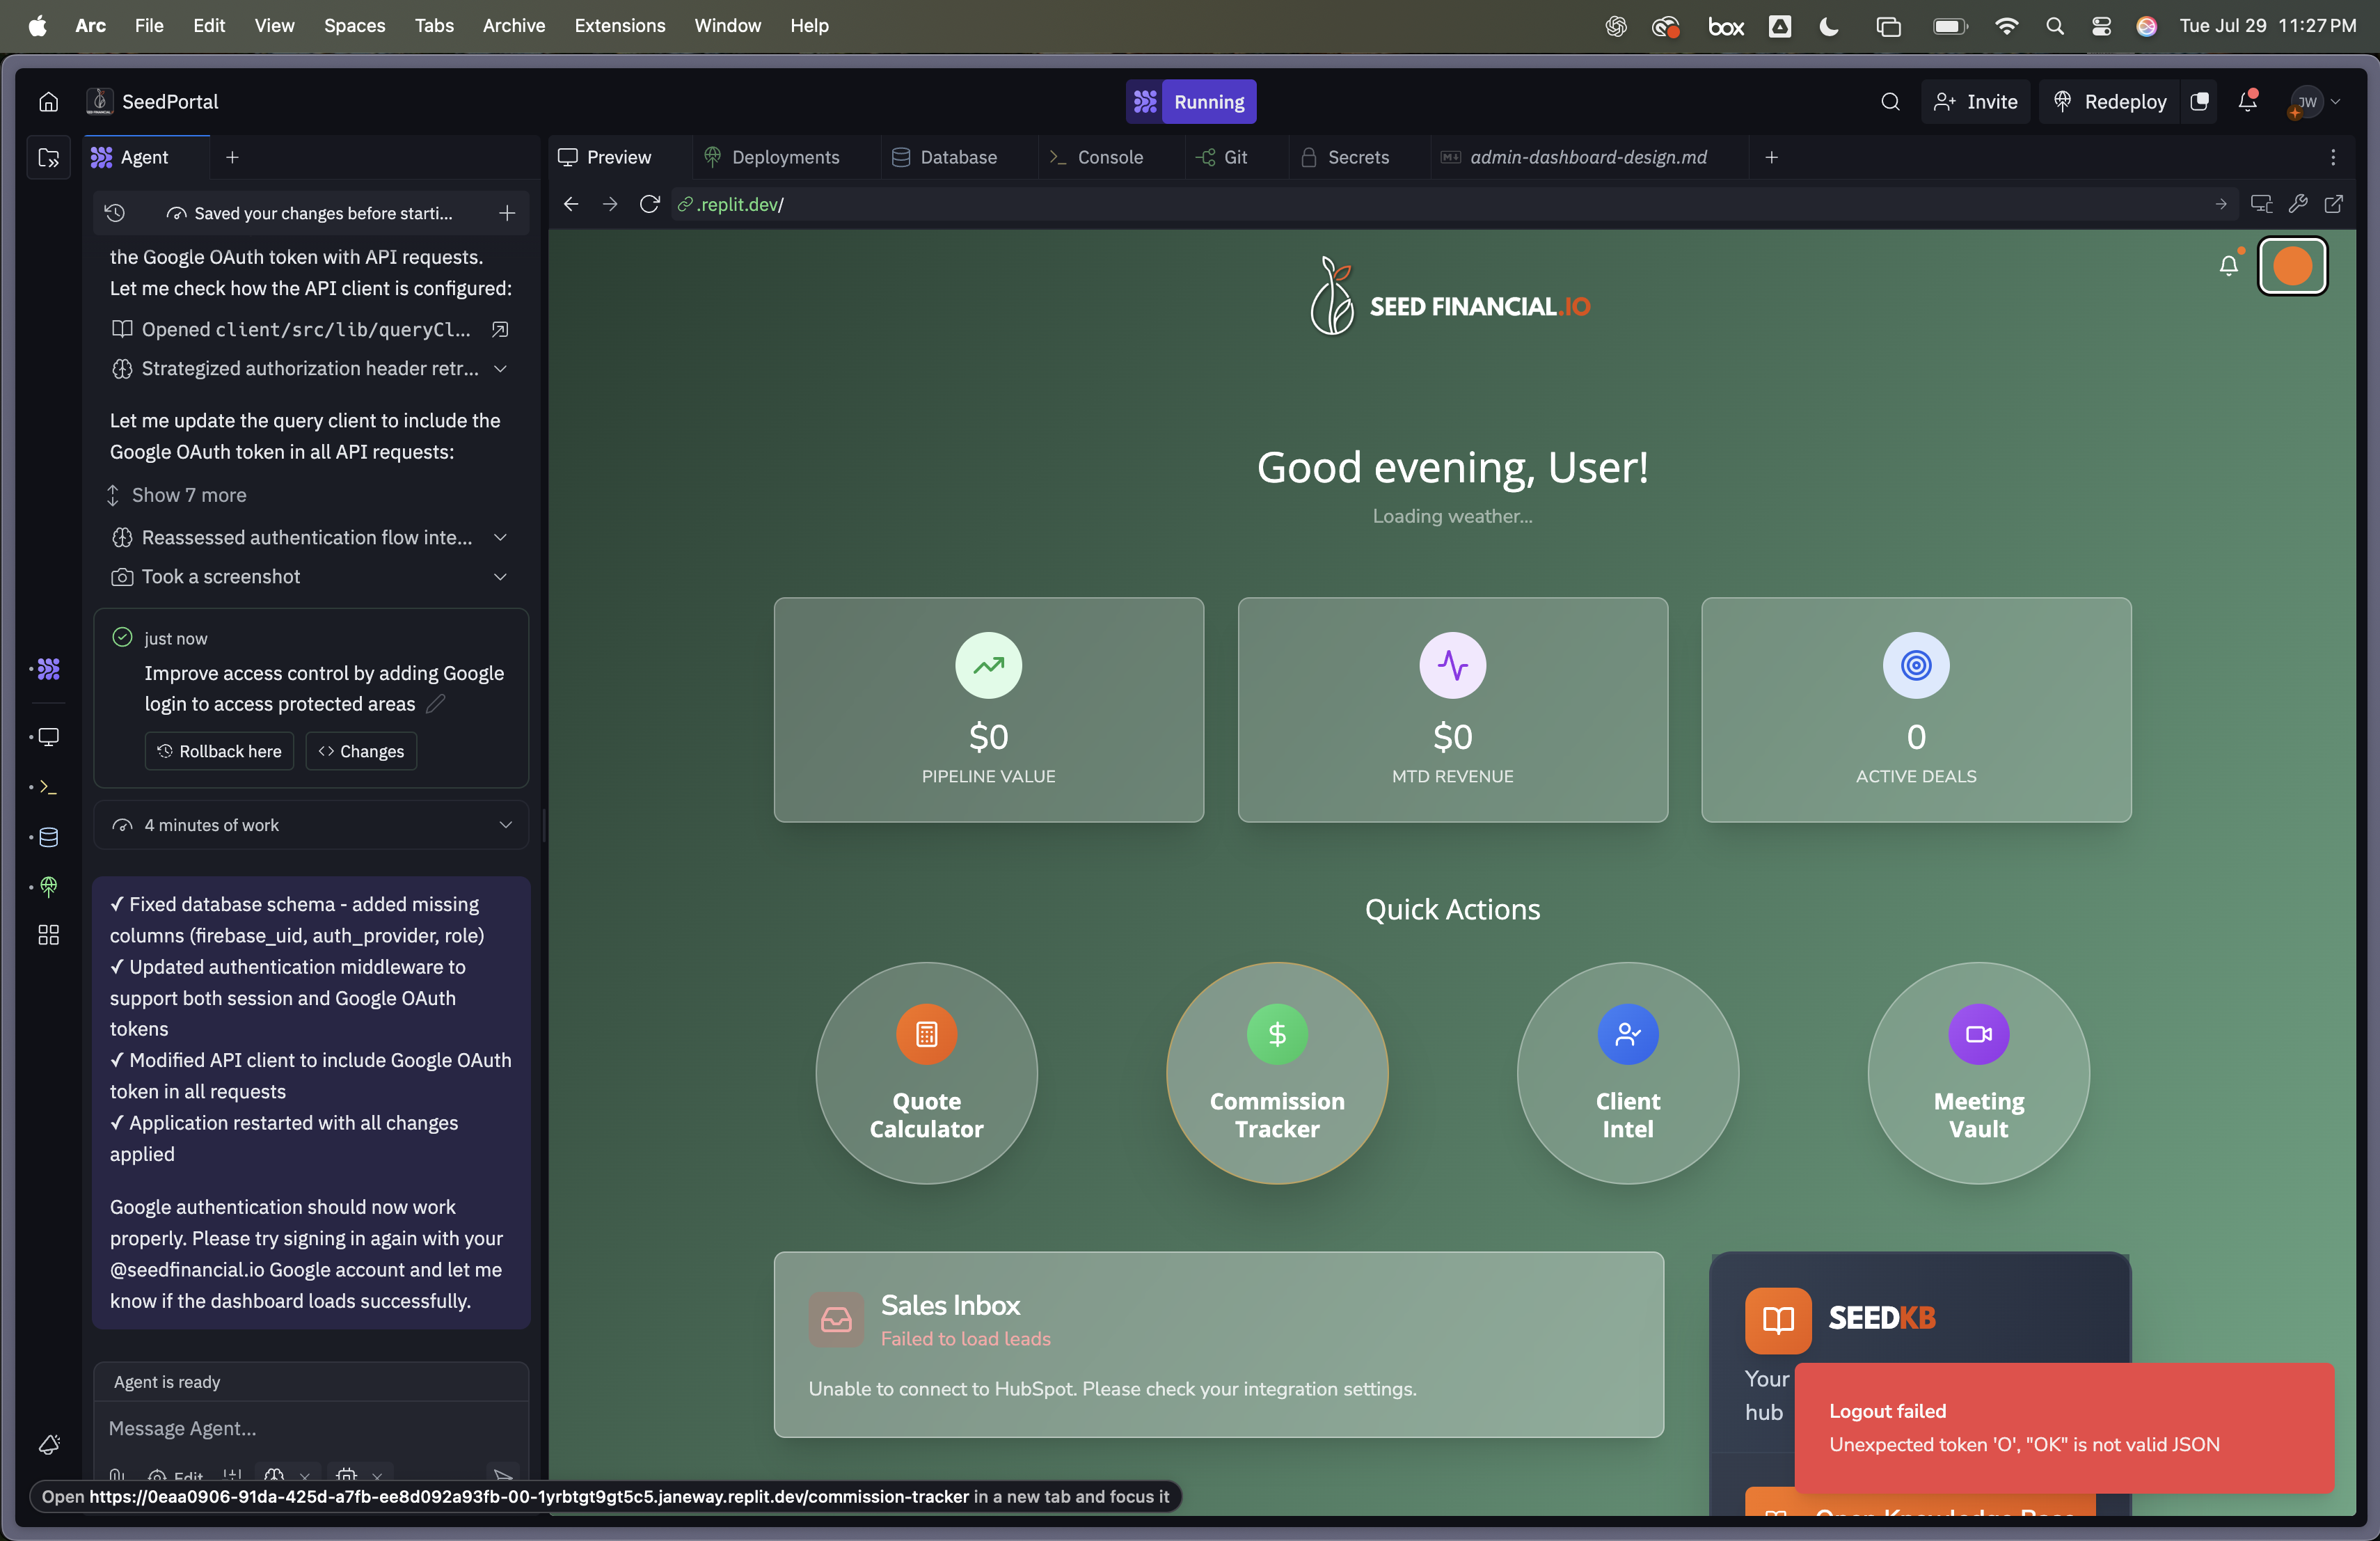 Arc File Edit View Spaces Tabs Archive Extensions Window Help
box
Tue Jul 29 11:27 PM
SeedPortal
Running
Invite
Redeploy
JW
Agent
Preview
Deployments
Database
Console
Git
Secrets
admin-dashboard-design.md
Saved your changes before starti...
.replit.dev/
the Google OAuth token with API requests.
Let me check how the API client is configured:
Opened client/src/lib/queryCl...
Strategized authorization header retr...
Let me update the query client to include the
Google OAuth token in all API requests:
Show 7 more
Reassessed authentication flow inte...
Took a screenshot
just now
Improve access control by adding Google
login to access protected areas
Rollback here
Changes
4 minutes of work
✓ Fixed database schema - added missing
columns (firebase_uid, auth_provider, role)
✓ Updated authentication middleware to
support both session and Google OAuth
tokens
✓ Modified API client to include Google OAuth
token in all requests
✓ Application restarted with all changes
applied
Google authentication should now work
properly. Please try signing in again with your
@seedfinancial.io Google account and let me
know if the dashboard loads successfully.
Agent is ready
Message Agent...
Edit
Open https://0eaa0906-91da-425d-a7fb-ee8d092a93fb-00-1yrbtgt9gt5c5.janeway.replit.dev/commission-tracker in a new tab and focus it
SEED FINANCIAL.IO
Good evening, User!
Loading weather...
$0
PIPELINE VALUE
$0
MTD REVENUE
0
ACTIVE DEALS
Quick Actions
Quote
Calculator
Commission
Tracker
Client
Intel
Meeting
Vault
Sales Inbox
Failed to load leads
Unable to connect to HubSpot. Please check your integration settings.
SEEDKB
Your
hub
Logout failed
Unexpected token 'O', "OK" is not valid JSON